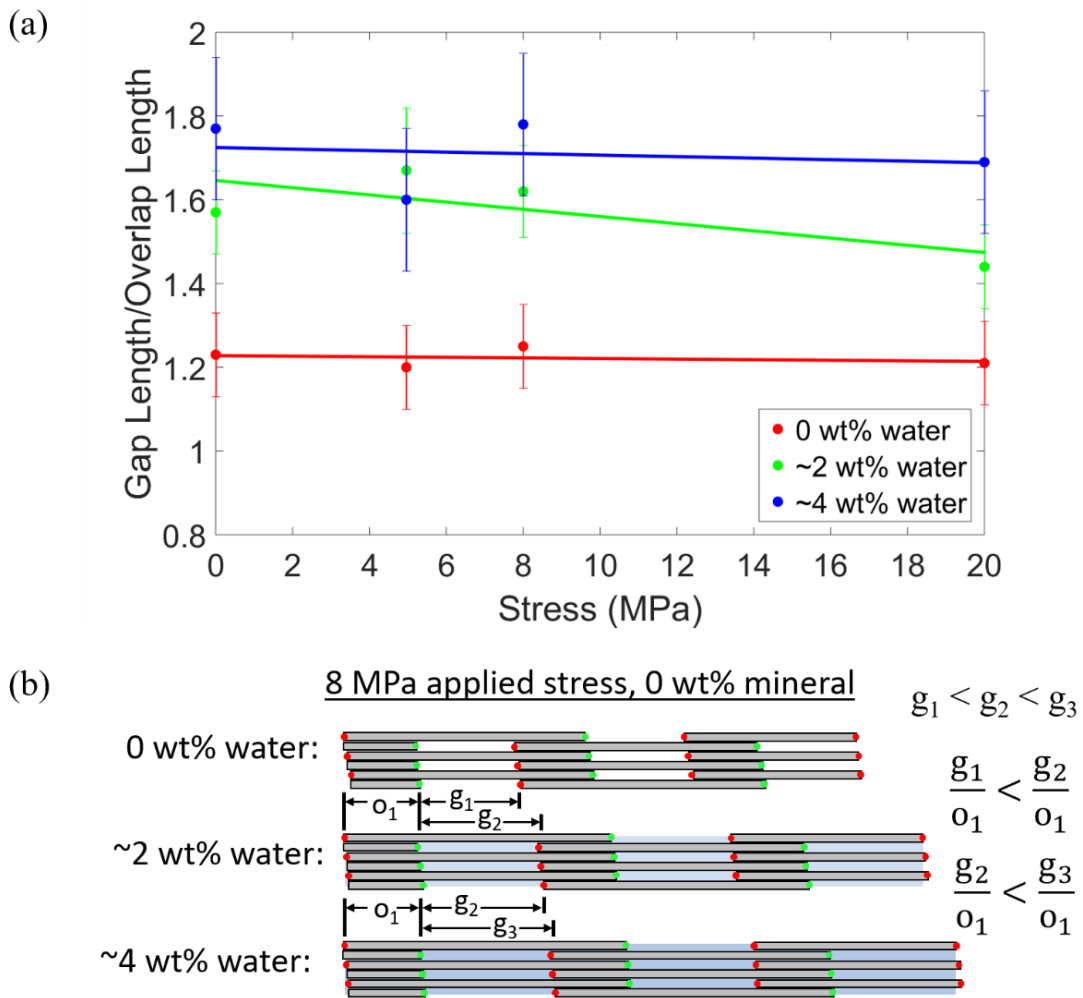 (a)
2
1.8
1.6
1.4
1.2
1
0.8
Gap Length/Overlap Length
0 wt% water
~2 wt% water
~4 wt% water
0 2 4 6 8 10 12 14 16 18 20
Stress (MPa)
(b)
8 MPa applied stress, 0 wt% mineral
g₁ < g₂ < g₃
0 wt% water:
o₁ g₁
g₂
g₁/o₁ < g₂/o₁
~2 wt% water:
o₁ g₂
g₃
g₂/o₁ < g₃/o₁
~4 wt% water: